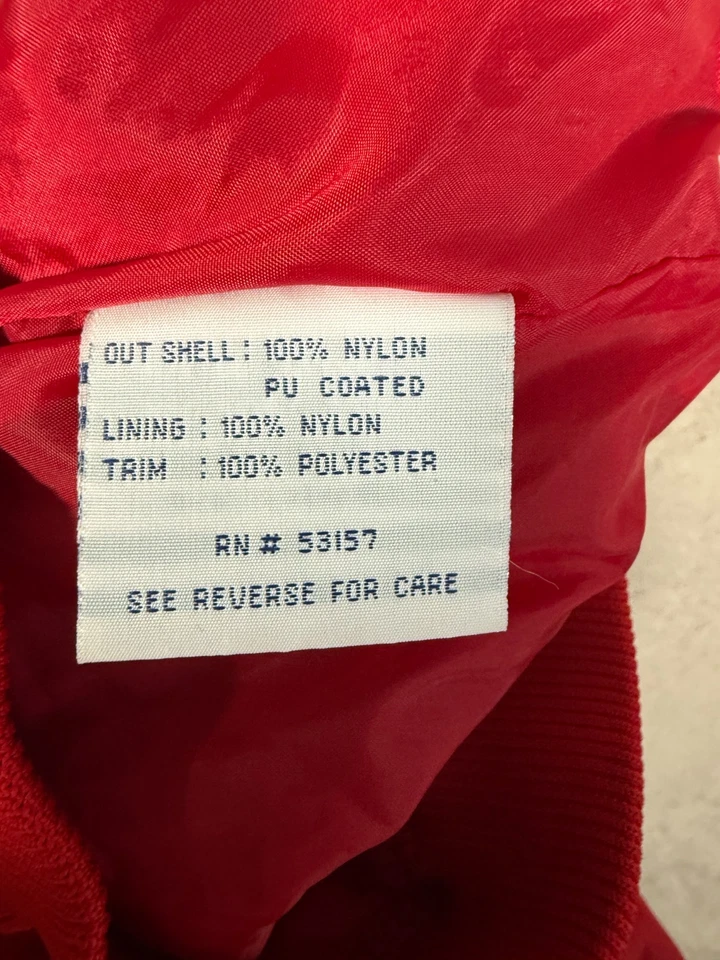 OUT SHELL : 100% NYLON
PU COATED
LINING : 100% NYLON
TRIM : 100% POLYESTER
RN # 53157
SEE REVERSE FOR CARE